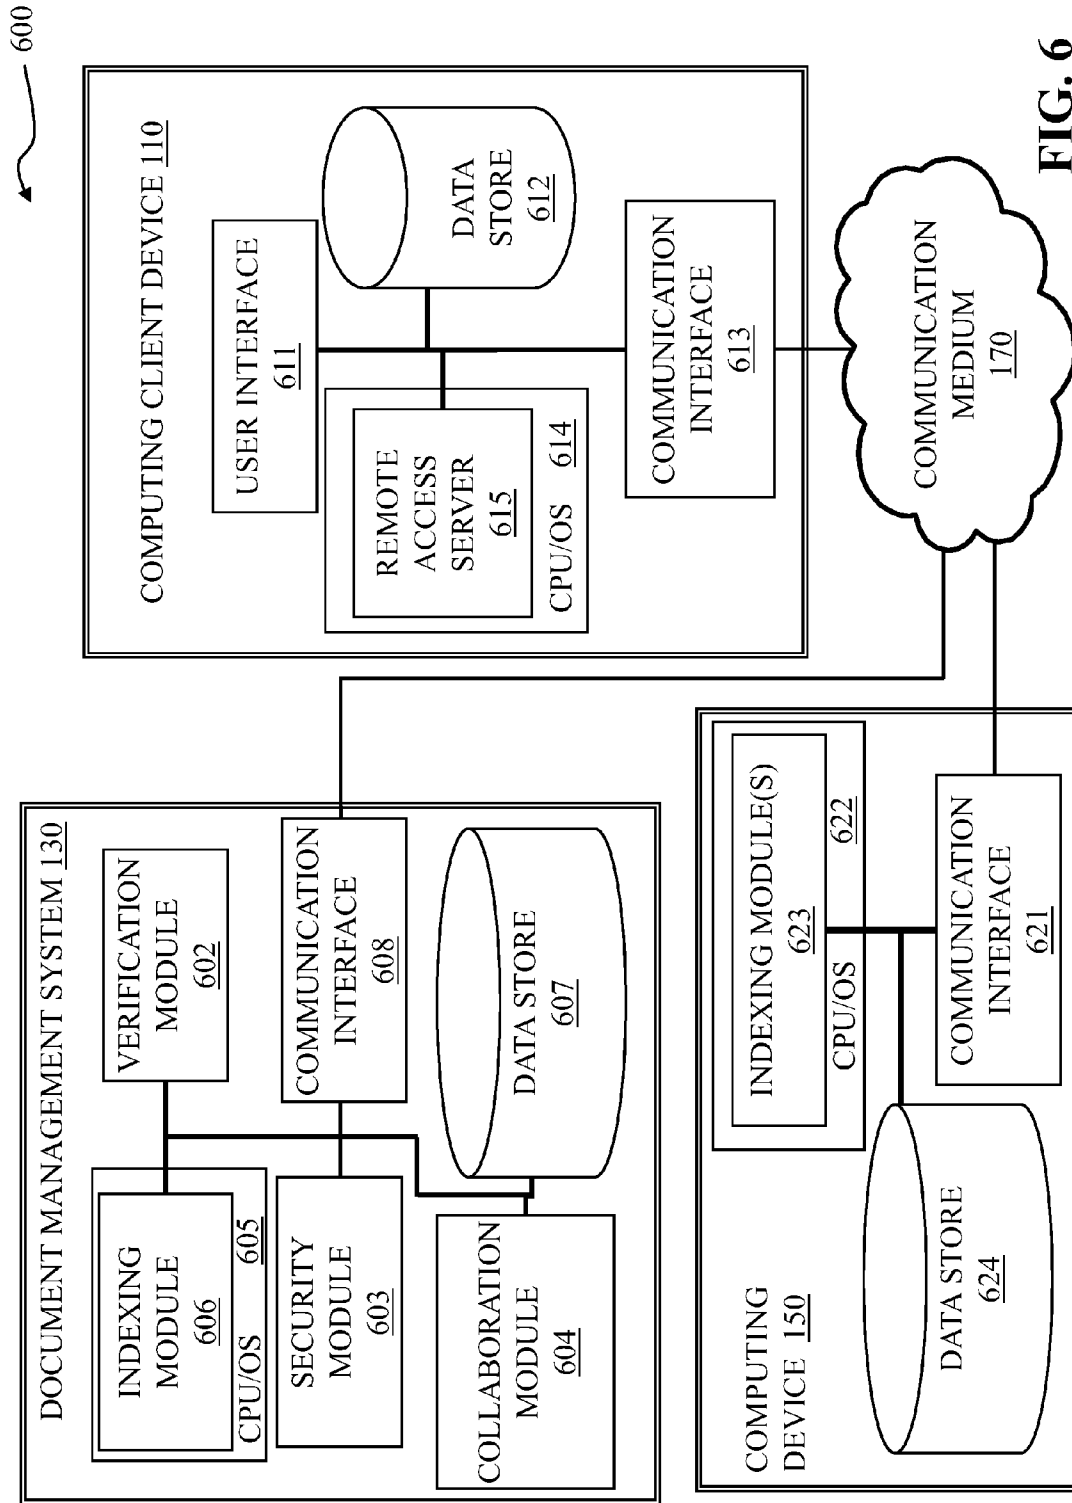 600
DOCUMENT MANAGEMENT SYSTEM 130
INDEXING
MODULE
606
CPU/OS 605
VERIFICATION
MODULE
602
SECURITY
MODULE
603
COMMUNICATION
INTERFACE
608
COLLABORATION
MODULE
604
DATA STORE
607
COMPUTING CLIENT DEVICE 110
USER INTERFACE
611
REMOTE
ACCESS
SERVER
615
CPU/OS 614
DATA
STORE
612
COMMUNICATION
INTERFACE
613
COMPUTING
DEVICE 150
INDEXING MODULE(S)
623
CPU/OS 622
DATA STORE
624
COMMUNICATION
INTERFACE
621
COMMUNICATION
MEDIUM
170
FIG. 6